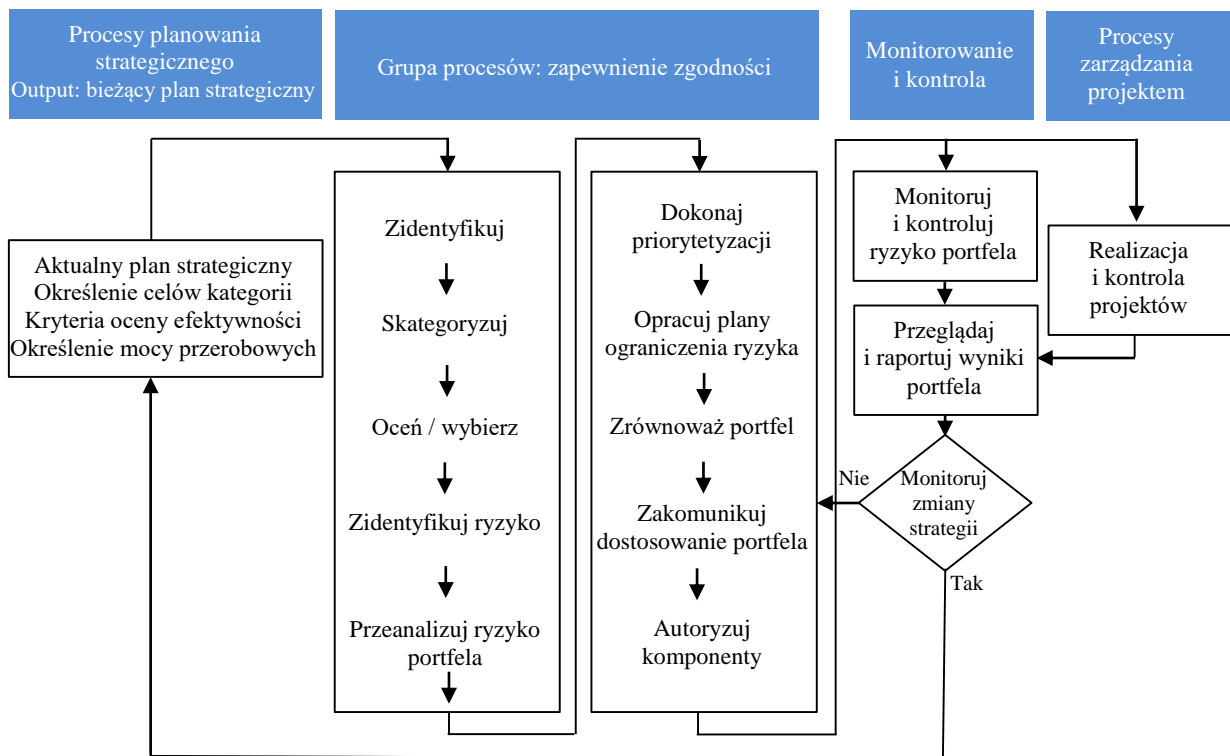 Procesy planowania
strategicznego
Output: bieżący plan strategiczny
Grupa procesów: zapewnienie zgodności
Monitorowanie
i kontrola
Procesy
zarządzania
projektem
Aktualny plan strategiczny
Określenie celów kategorii
Kryteria oceny efektywności
Określenie mocy przerobowych
Zidentyfikuj
Skategoryzuj
Oceń / wybierz
Zidentyfikuj ryzyko
Przeanalizuj ryzyko
portfela
Dokonaj
priorytetyzacji
Opracuj plany
ograniczenia ryzyka
Zrównoważ portfel
Zakomunikuj
dostosowanie portfela
Autoryzuj
komponenty
Monitoruj
i kontroluj
ryzyko portfela
Przeglądaj
i raportuj wyniki
portfela
Nie
Monitoruj
zmiany
strategii
Tak
Realizacja
i kontrola
projektów